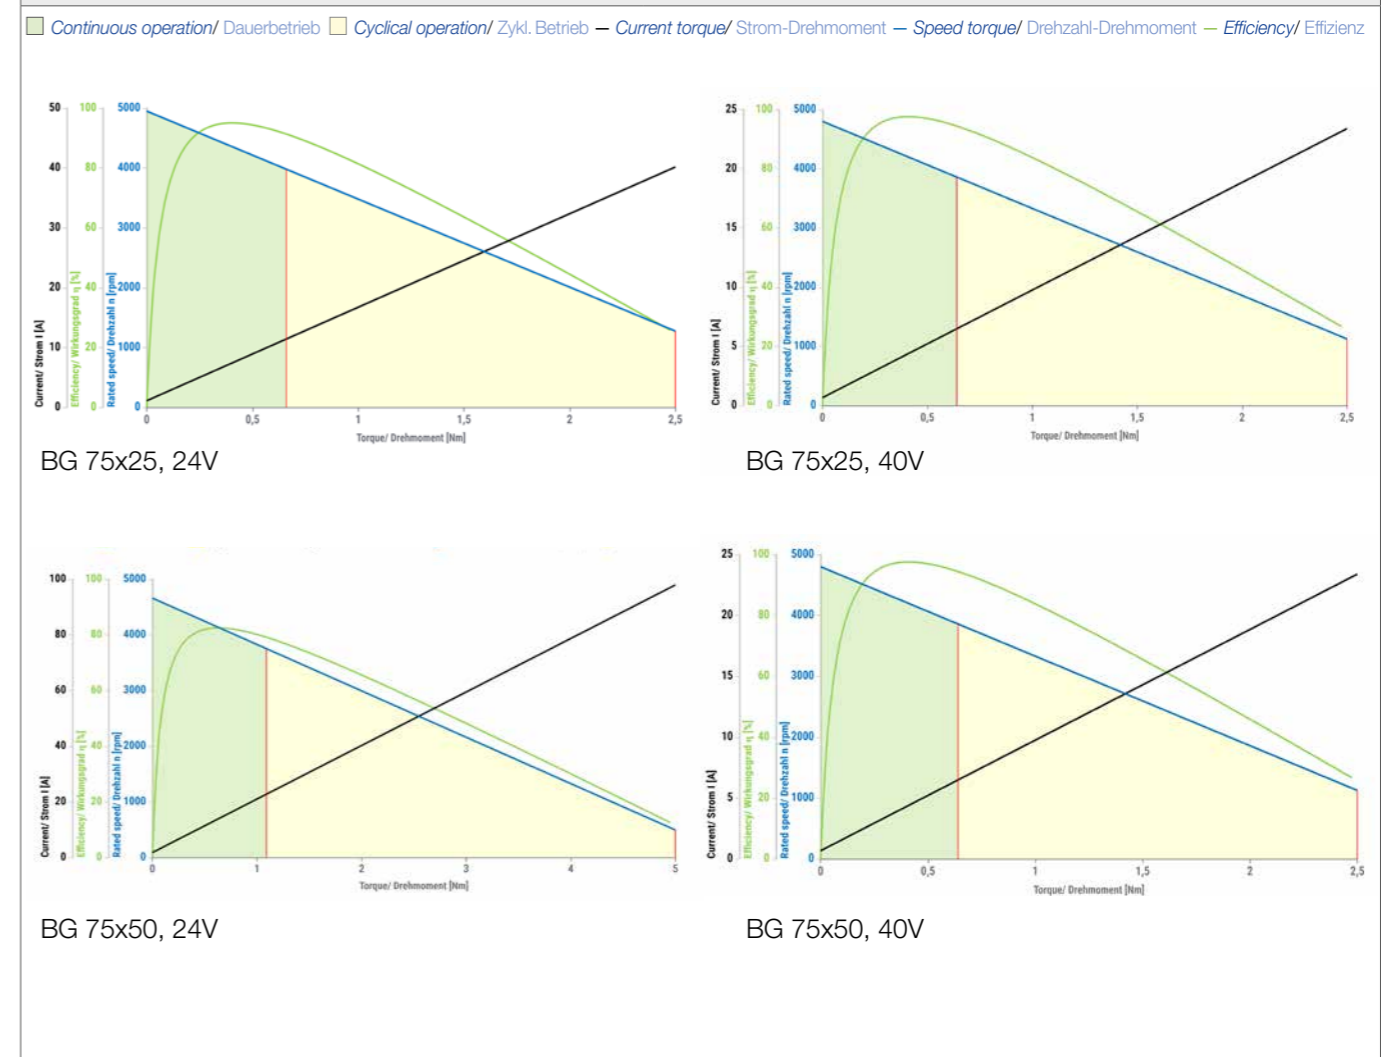 Continuous operation/ Dauerbetrieb Cyclical operation/ Zykl. Betrieb — Current torque/ Strom-Drehmoment — Speed torque/ Drehzahl-Drehmoment — Efficiency/ Effizienz
50 100 5000
40 80 4000
30 60 3000
20 40 2000
10 20 1000
0 0 0
Current/ Strom I [A]
Efficiency/ Wirkungsgrad η [%]
Rated speed/ Drehzahl n [rpm]
0 0,5 1 1,5 2 2,5
Torque/ Drehmoment [Nm]
BG 75x25, 24V
25 100 5000
20 80 4000
15 60 3000
10 40 2000
5 20 1000
0 0 0
Current/ Strom I [A]
Efficiency/ Wirkungsgrad η [%]
Rated speed/ Drehzahl n [rpm]
0 0,5 1 1,5 2 2,5
Torque/ Drehmoment [Nm]
BG 75x25, 40V
100 100 5000
80 80 4000
60 60 3000
40 40 2000
20 20 1000
0 0 0
Current/ Strom I [A]
Efficiency/ Wirkungsgrad η [%]
Rated speed/ Drehzahl n [rpm]
0 1 2 3 4 5
Torque/ Drehmoment [Nm]
BG 75x50, 24V
25 100 5000
20 80 4000
15 60 3000
10 40 2000
5 20 1000
0 0 0
Current/ Strom I [A]
Efficiency/ Wirkungsgrad η [%]
Rated speed/ Drehzahl n [rpm]
0 0,5 1 1,5 2 2,5
Torque/ Drehmoment [Nm]
BG 75x50, 40V